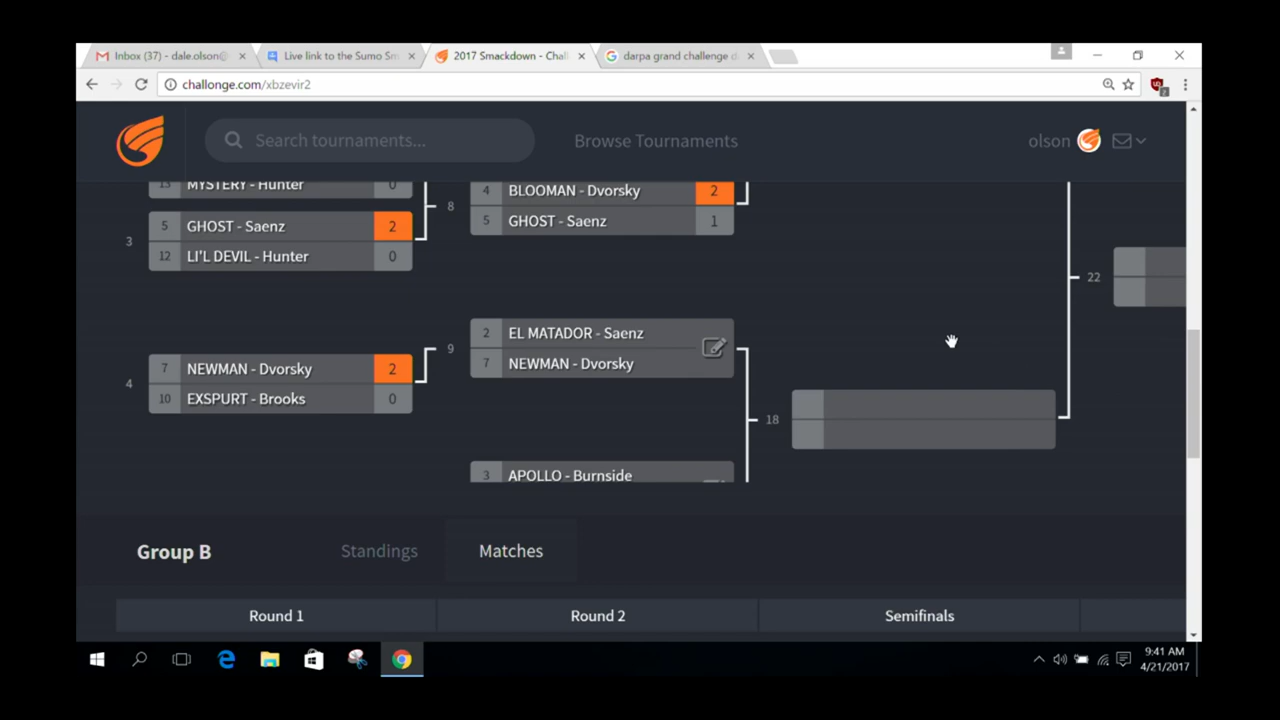 Inbox (37) - dale.olson@
Live link to the Sumo Sm
2017 Smackdown - Chall
darpa grand challenge d
challonge.com/xbzevir2
Search tournaments...
Browse Tournaments
olson
13 MYSTERY - Hunter 0
8
4 BLOOMAN - Dvorsky 2
5 GHOST - Saenz 1
3
5 GHOST - Saenz 2
12 LI'L DEVIL - Hunter 0
22
9
2 EL MATADOR - Saenz
7 NEWMAN - Dvorsky
4
7 NEWMAN - Dvorsky 2
10 EXSPURT - Brooks 0
18
3 APOLLO - Burnside
Group B
Standings
Matches
Round 1
Round 2
Semifinals
9:41 AM
4/21/2017